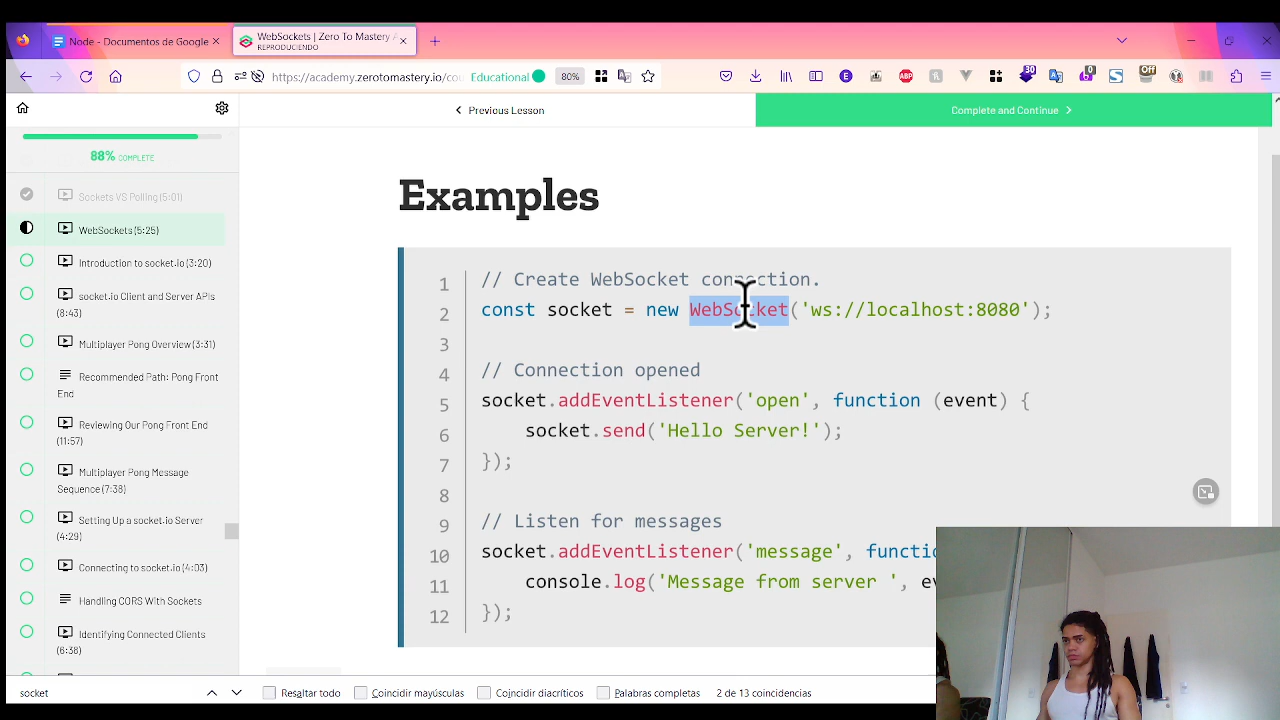 Node - Documentos de Google
WebSockets | Zero To Mastery A
REPRODUCIENDO
https://academy.zerotomastery.io/cou
Educational
80%
E
ABP
30
0
Off
Previous Lesson
Complete and Continue
88% COMPLETE
Sockets VS Polling (5:01)
WebSockets (5:25)
Introduction to socket.io (3:20)
socket.io Client and Server APIs
(8:43)
Multiplayer Pong Overview (3:31)
Recommended Path: Pong Front
End
Reviewing Our Pong Front End
(11:57)
Multiplayer Pong Message
Sequence (7:38)
Setting Up a socket.io Server
(4:29)
Connecting to socket.io (4:03)
Handling CORS With Sockets
Identifying Connected Clients
(6:38)
Examples
1 // Create WebSocket connection.
2 const socket = new WebSocket('ws://localhost:8080');
3
4 // Connection opened
5 socket.addEventListener('open', function (event) {
6 socket.send('Hello Server!');
7 });
8
9 // Listen for messages
10 socket.addEventListener('message', functio
11 console.log('Message from server ', ev
12 });
socket
Resaltar todo
Coincidir mayúsculas
Coincidir diacríticos
Palabras completas
2 de 13 coincidencias